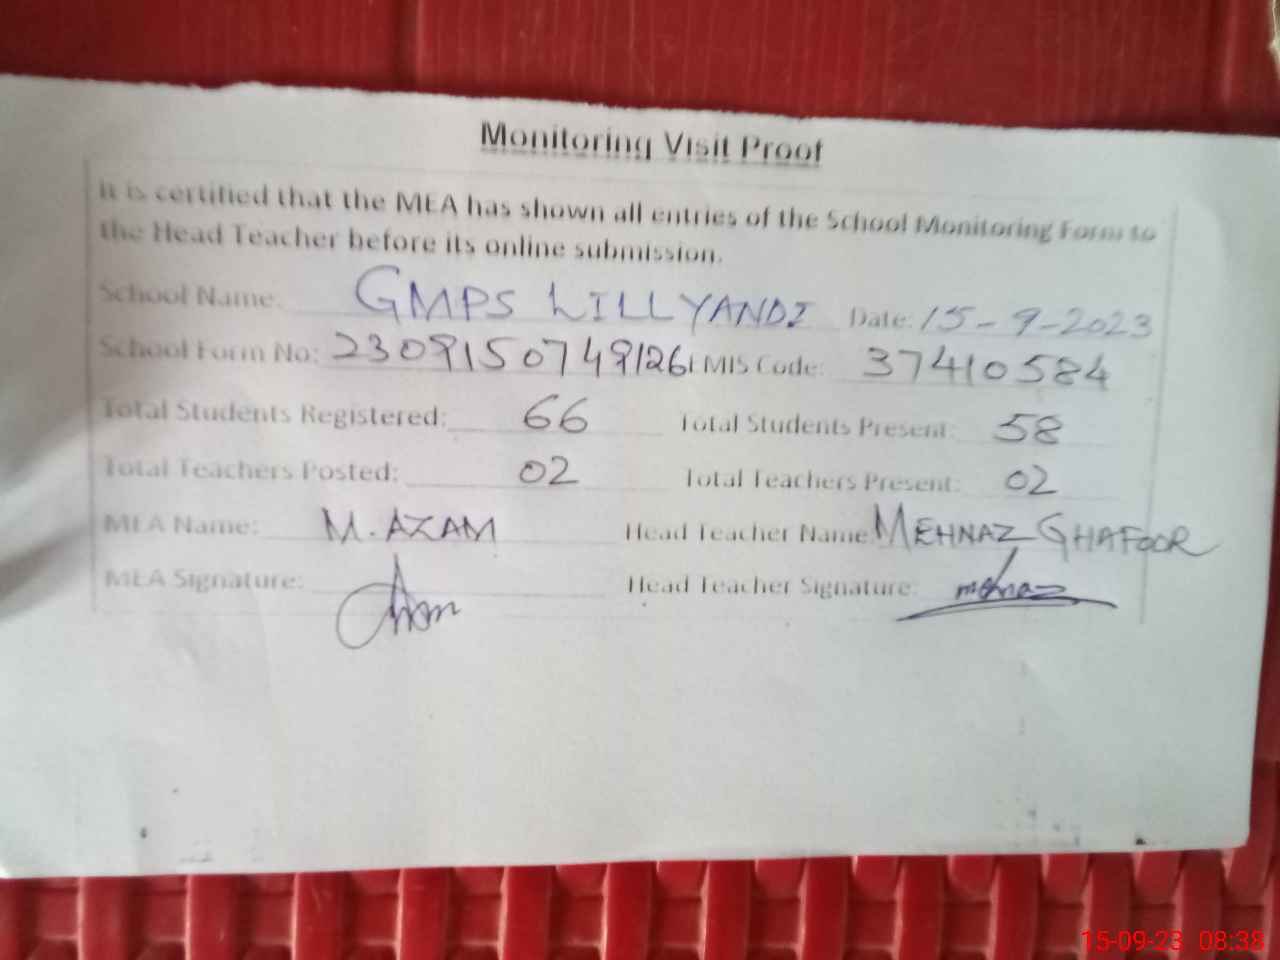 Monitoring Visit Proof
It is certified that the MEA has shown all entries of the School Monitoring Form to
the Head Teacher before its online submission.
School Name: GMPS LILLYANDI Date: 15-9-2023
School Form No: 2309150749126 EMIS Code: 37410584
Total Students Registered: 66 Total Students Present: 58
Total Teachers Posted: 02 Total Teachers Present: 02
MEA Name: M. AZAM Head Teacher Name: MEHNAZ GHAFOOR
MEA Signature: Head Teacher Signature: mehnaz
15-09-23 08:38